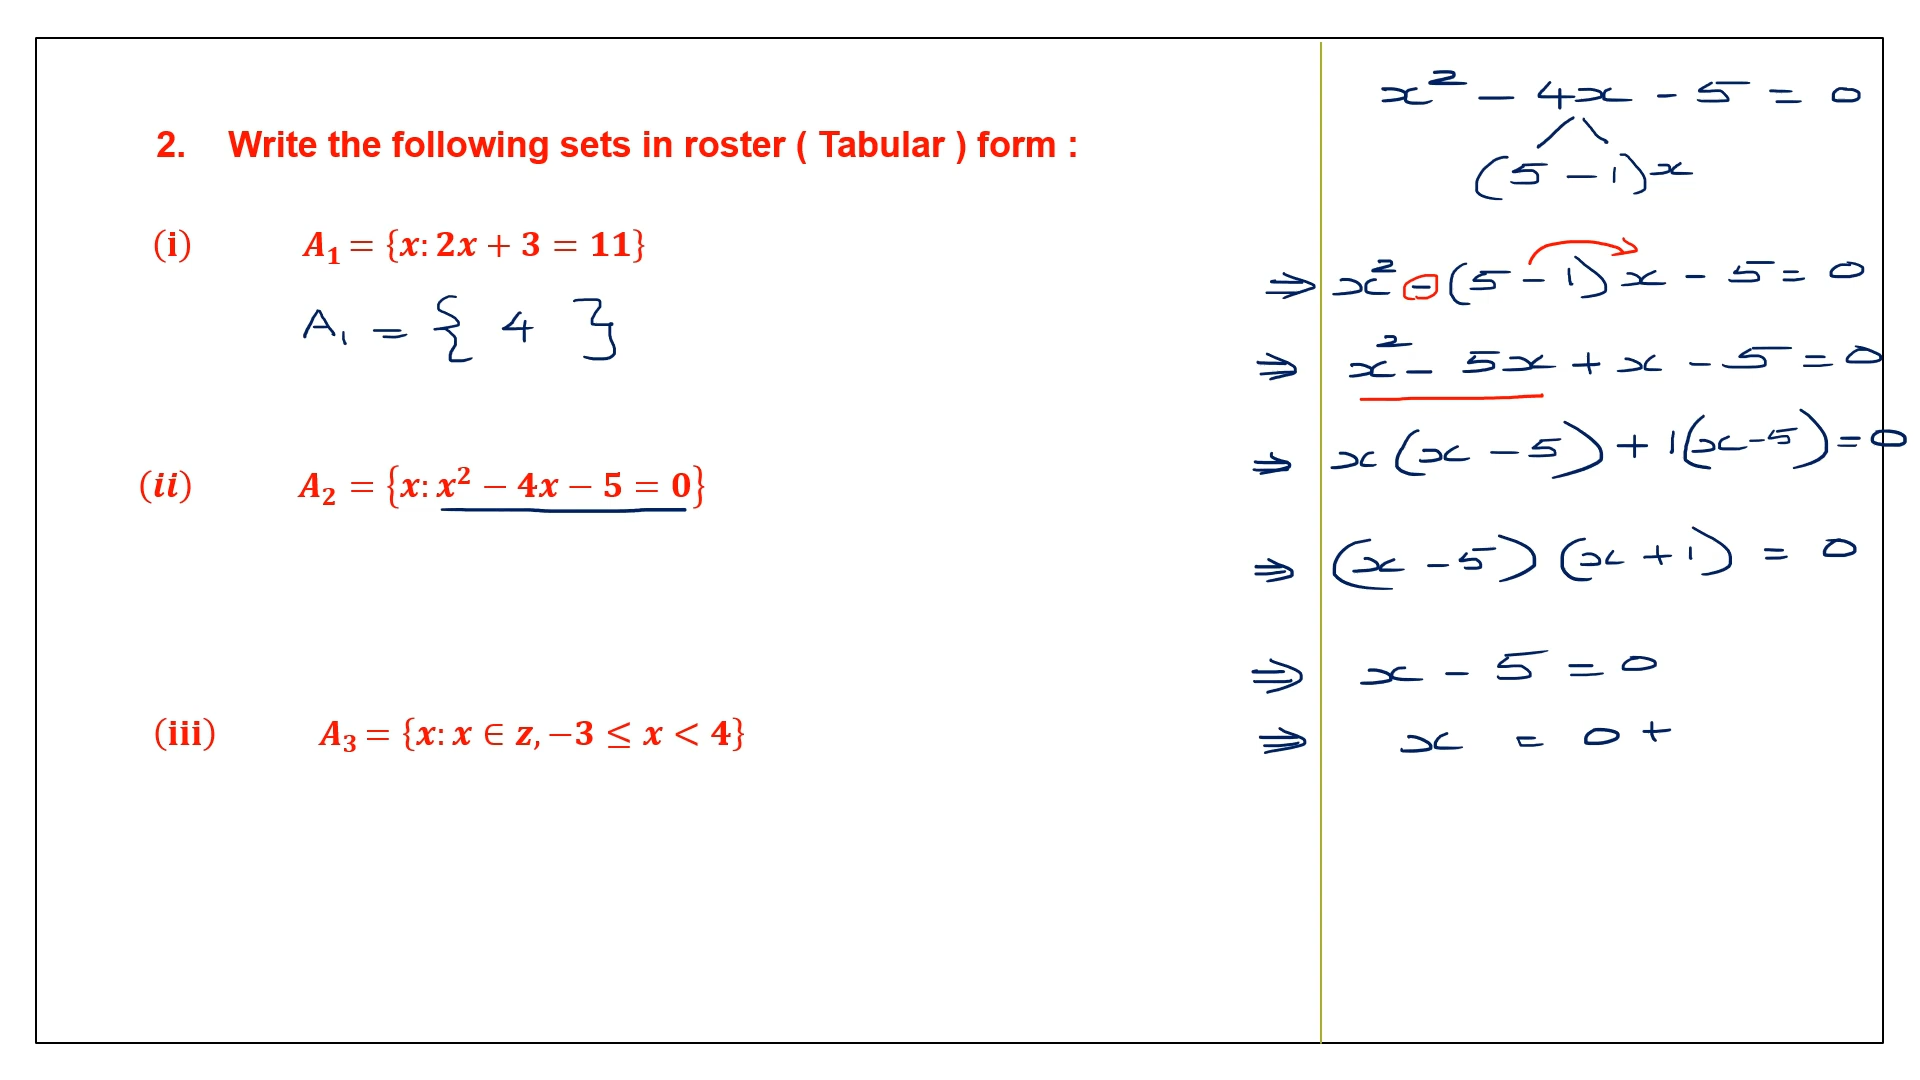 2. Write the following sets in roster ( Tabular ) form :
(i) A₁ = {x: 2x + 3 = 11}
A₁ = { 4 }
(ii) A₂ = {x: x² − 4x − 5 = 0}
(iii) A₃ = {x: x ∈ z, −3 ≤ x < 4}
x² − 4x − 5 = 0
(5 − 1)x
⇒ x² − (5 − 1)x − 5 = 0
⇒ x² − 5x + x − 5 = 0
⇒ x(x − 5) + 1(x − 5) = 0
⇒ (x − 5) (x + 1) = 0
⇒ x − 5 = 0
⇒ x = 0 +